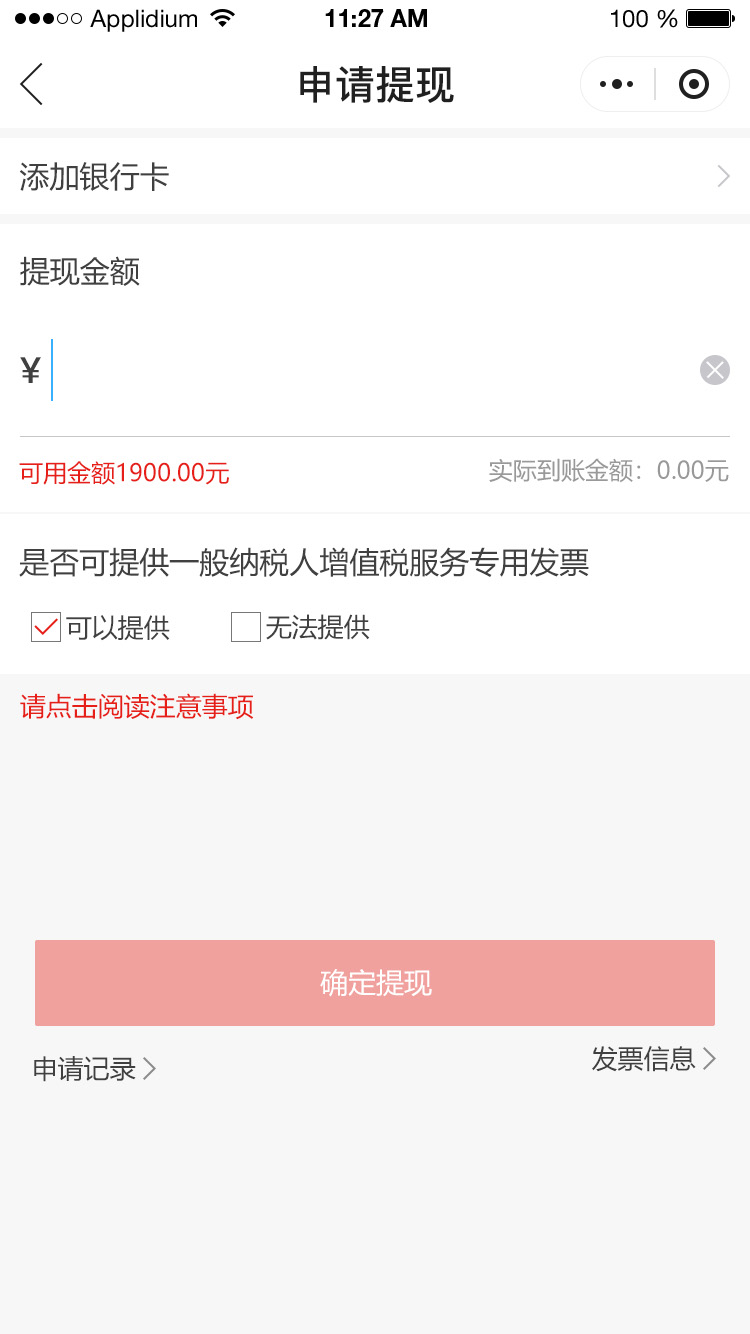 Applidium 11:27 AM 100 %
申请提现
添加银行卡
提现金额
¥
可用金额1900.00元 实际到账金额：0.00元
是否可提供一般纳税人增值税服务专用发票
可以提供 无法提供
请点击阅读注意事项
确定提现
申请记录 发票信息